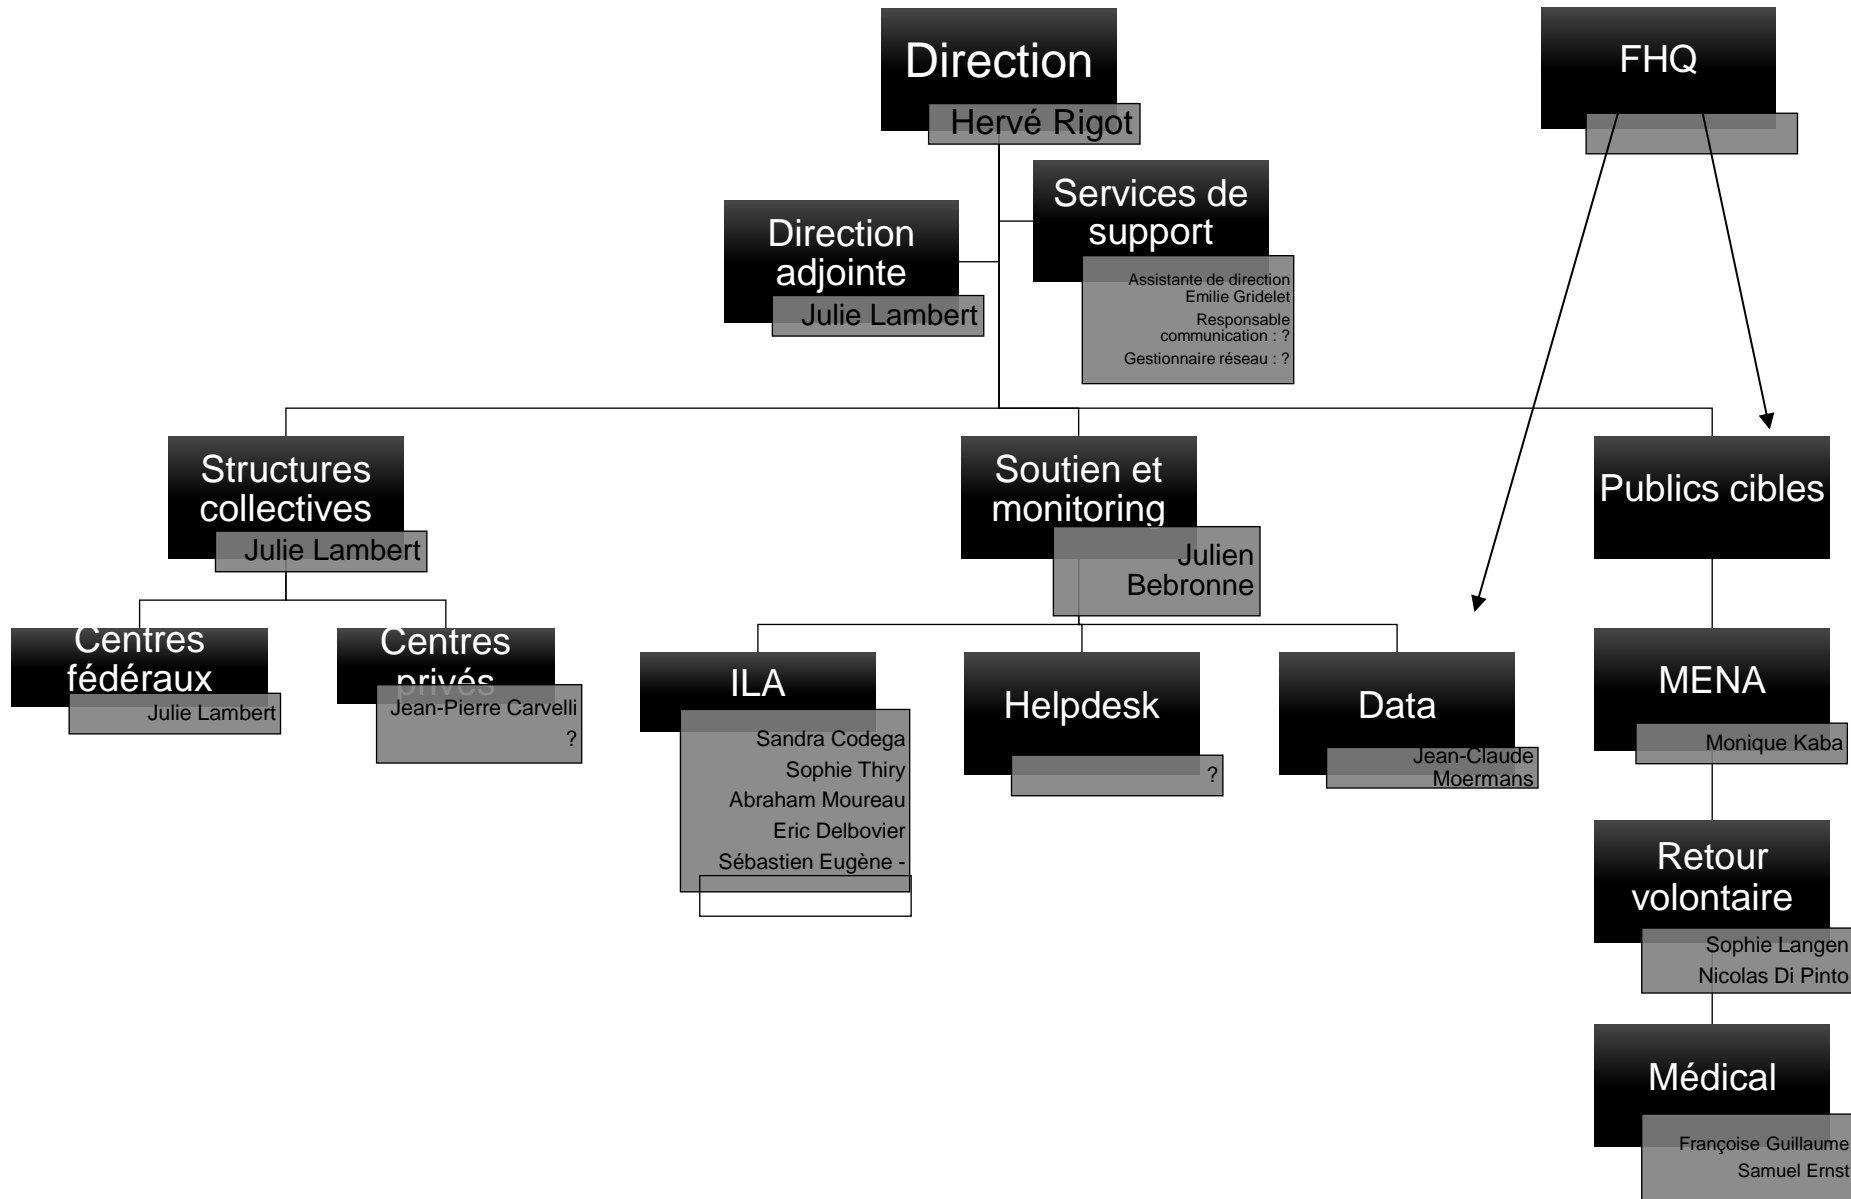 Direction
Hervé Rigot
FHQ
Services de
support
Assistante de direction
Emilie Gridelet
Responsable
communication : ?
Gestionnaire réseau : ?
Direction
adjointe
Julie Lambert
Structures
collectives
Julie Lambert
Soutien et
monitoring
Julien
Bebronne
Publics cibles
Centres
fédéraux
Julie Lambert
Centres
privés
Jean-Pierre Carvelli
?
ILA
Sandra Codega
Sophie Thiry
Abraham Moureau
Eric Delbovier
Sébastien Eugène -
Helpdesk
?
Data
Jean-Claude
Moermans
MENA
Monique Kaba
Retour
volontaire
Sophie Langen
Nicolas Di Pinto
Médical
Françoise Guillaume
Samuel Ernst